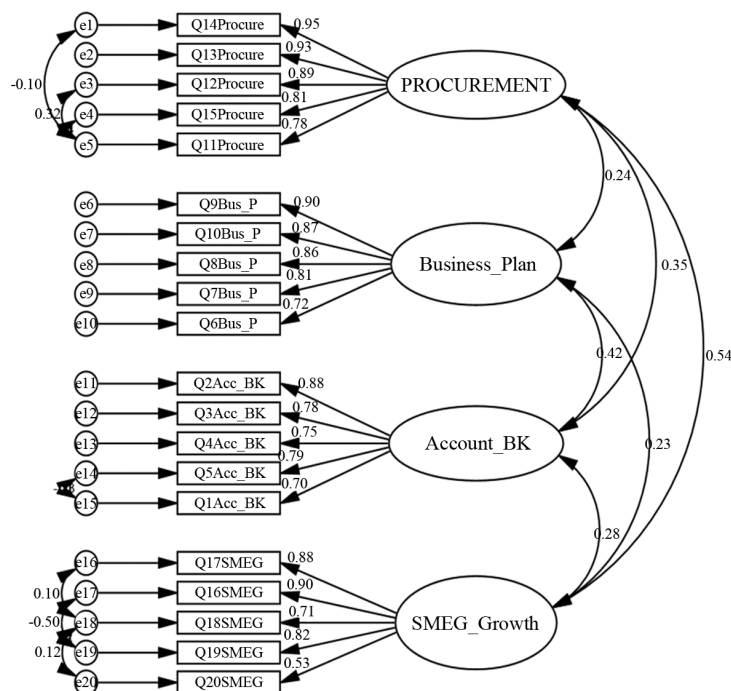 e1 Q14Procure 0.95
e2 Q13Procure 0.93
-0.10 e3 Q12Procure 0.89 PROCUREMENT
0.32 e4 Q15Procure 0.81
e5 Q11Procure 0.78
0.24
e6 Q9Bus_P 0.90
e7 Q10Bus_P 0.87
e8 Q8Bus_P 0.86 Business_Plan 0.35
e9 Q7Bus_P 0.81
e10 Q6Bus_P 0.72
0.42 0.54
e11 Q2Acc_BK 0.88
e12 Q3Acc_BK 0.78
e13 Q4Acc_BK 0.75 Account_BK 0.23
e14 Q5Acc_BK 0.79
e15 Q1Acc_BK 0.70
0.28
e16 Q17SMEG 0.88
0.10 e17 Q16SMEG 0.90
-0.50 e18 Q18SMEG 0.71 SMEG_Growth
e19 Q19SMEG 0.82
0.12 e20 Q20SMEG 0.53